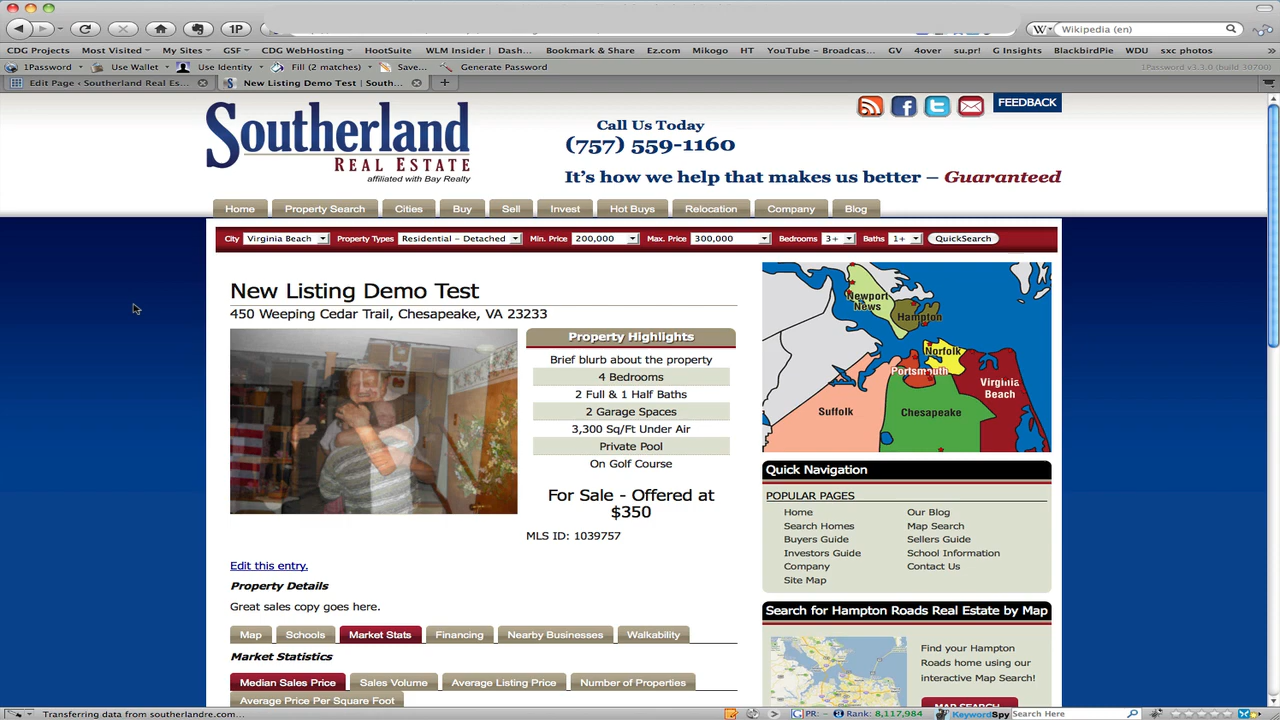 Wikipedia (en)
CDG Projects Most Visited My Sites GSF CDG WebHosting HootSuite WLM Insider | Dash... Bookmark & Share Ez.com Mikogo HT YouTube - Broadcas... GV 4over su.pr! G Insights BlackbirdPie WDU sxc photos
1Password Use Wallet Use Identity Fill (2 matches) Save... Generate Password 1Password v3.3.0 (build 30700)
Edit Page ‹ Southerland Real Es... New Listing Demo Test | South...
Southerland
REAL ESTATE
affiliated with Bay Realty
Call Us Today
(757) 559-1160
It's how we help that makes us better – Guaranteed
FEEDBACK
Home Property Search Cities Buy Sell Invest Hot Buys Relocation Company Blog
City Virginia Beach Property Types Residential – Detached Min. Price 200,000 Max. Price 300,000 Bedrooms 3+ Baths 1+ QuickSearch
New Listing Demo Test
450 Weeping Cedar Trail, Chesapeake, VA 23233
Property Highlights
Brief blurb about the property
4 Bedrooms
2 Full & 1 Half Baths
2 Garage Spaces
3,300 Sq/Ft Under Air
Private Pool
On Golf Course
For Sale - Offered at
$350
MLS ID: 1039757
Edit this entry.
Property Details
Great sales copy goes here.
Map Schools Market Stats Financing Nearby Businesses Walkability
Market Statistics
Median Sales Price Sales Volume Average Listing Price Number of Properties
Average Price Per Square Foot
Newport
News
Hampton
Norfolk
Portsmouth
Virginia
Beach
Suffolk
Chesapeake
Quick Navigation
POPULAR PAGES
Home Our Blog
Search Homes Map Search
Buyers Guide Sellers Guide
Investors Guide School Information
Company Contact Us
Site Map
Search for Hampton Roads Real Estate by Map
Find your Hampton
Roads home using our
interactive Map Search!
MAP SEARCH
Transferring data from southerlandre.com... PR: - Rank: 8,117,984 KeywordSpy Search Here